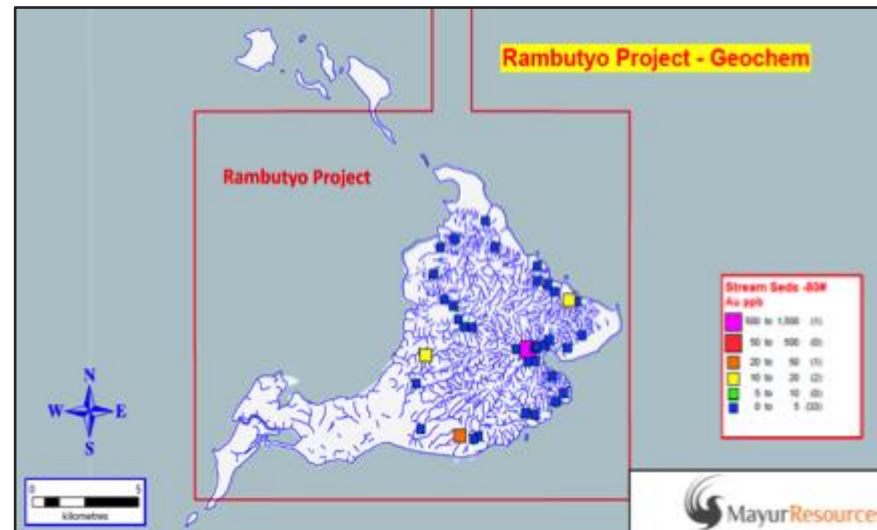 Rambutyo Project - Geochem
Rambutyo Project
Stream Seds -80#
Au ppb
500 to 1,500 (1)
50 to 500 (0)
20 to 50 (1)
10 to 20 (2)
5 to 10 (0)
0 to 5 (33)
N
W E
S
0 5
kilometres
MayurResource